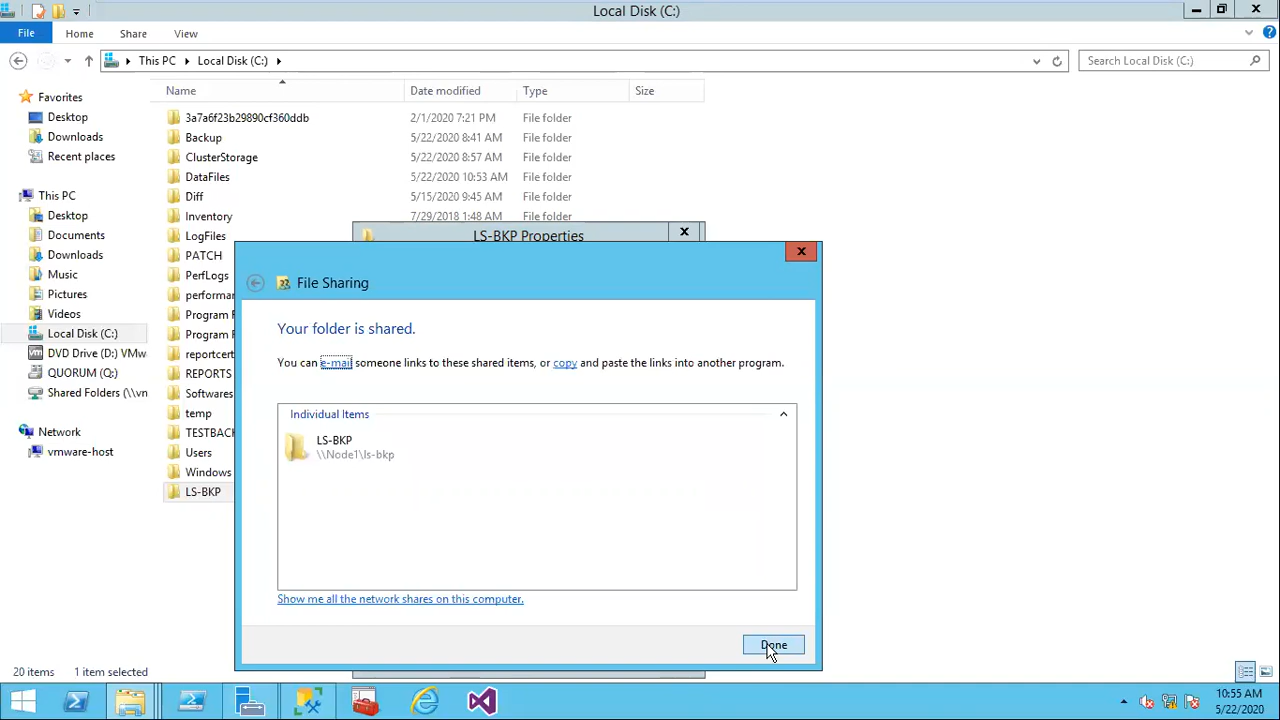 Local Disk (C:)
File Home Share View
This PC Local Disk (C:) Search Local Disk (C:)
Name Date modified Type Size
Favorites
Desktop
Downloads
Recent places
This PC
Desktop
Documents
Downloads
Music
Pictures
Videos
Local Disk (C:)
DVD Drive (D:) VMw
QUORUM (Q:)
Shared Folders (\\vn
Network
vmware-host
3a7a6f23b29890cf360ddb 2/1/2020 7:21 PM File folder
Backup 5/22/2020 8:41 AM File folder
ClusterStorage 5/22/2020 8:57 AM File folder
DataFiles 5/22/2020 10:53 AM File folder
Diff 5/15/2020 9:45 AM File folder
Inventory 7/29/2018 1:48 AM File folder
LogFiles
PATCH
PerfLogs
performa
Program F
Program F
reportcert
REPORTS
Softwares
temp
TESTBACK
Users
Windows
LS-BKP
LS-BKP Properties
File Sharing
Your folder is shared.
You can e-mail someone links to these shared items, or copy and paste the links into another program.
Individual Items
LS-BKP
\\Node1\ls-bkp
Show me all the network shares on this computer.
Done
20 items 1 item selected
10:55 AM
5/22/2020